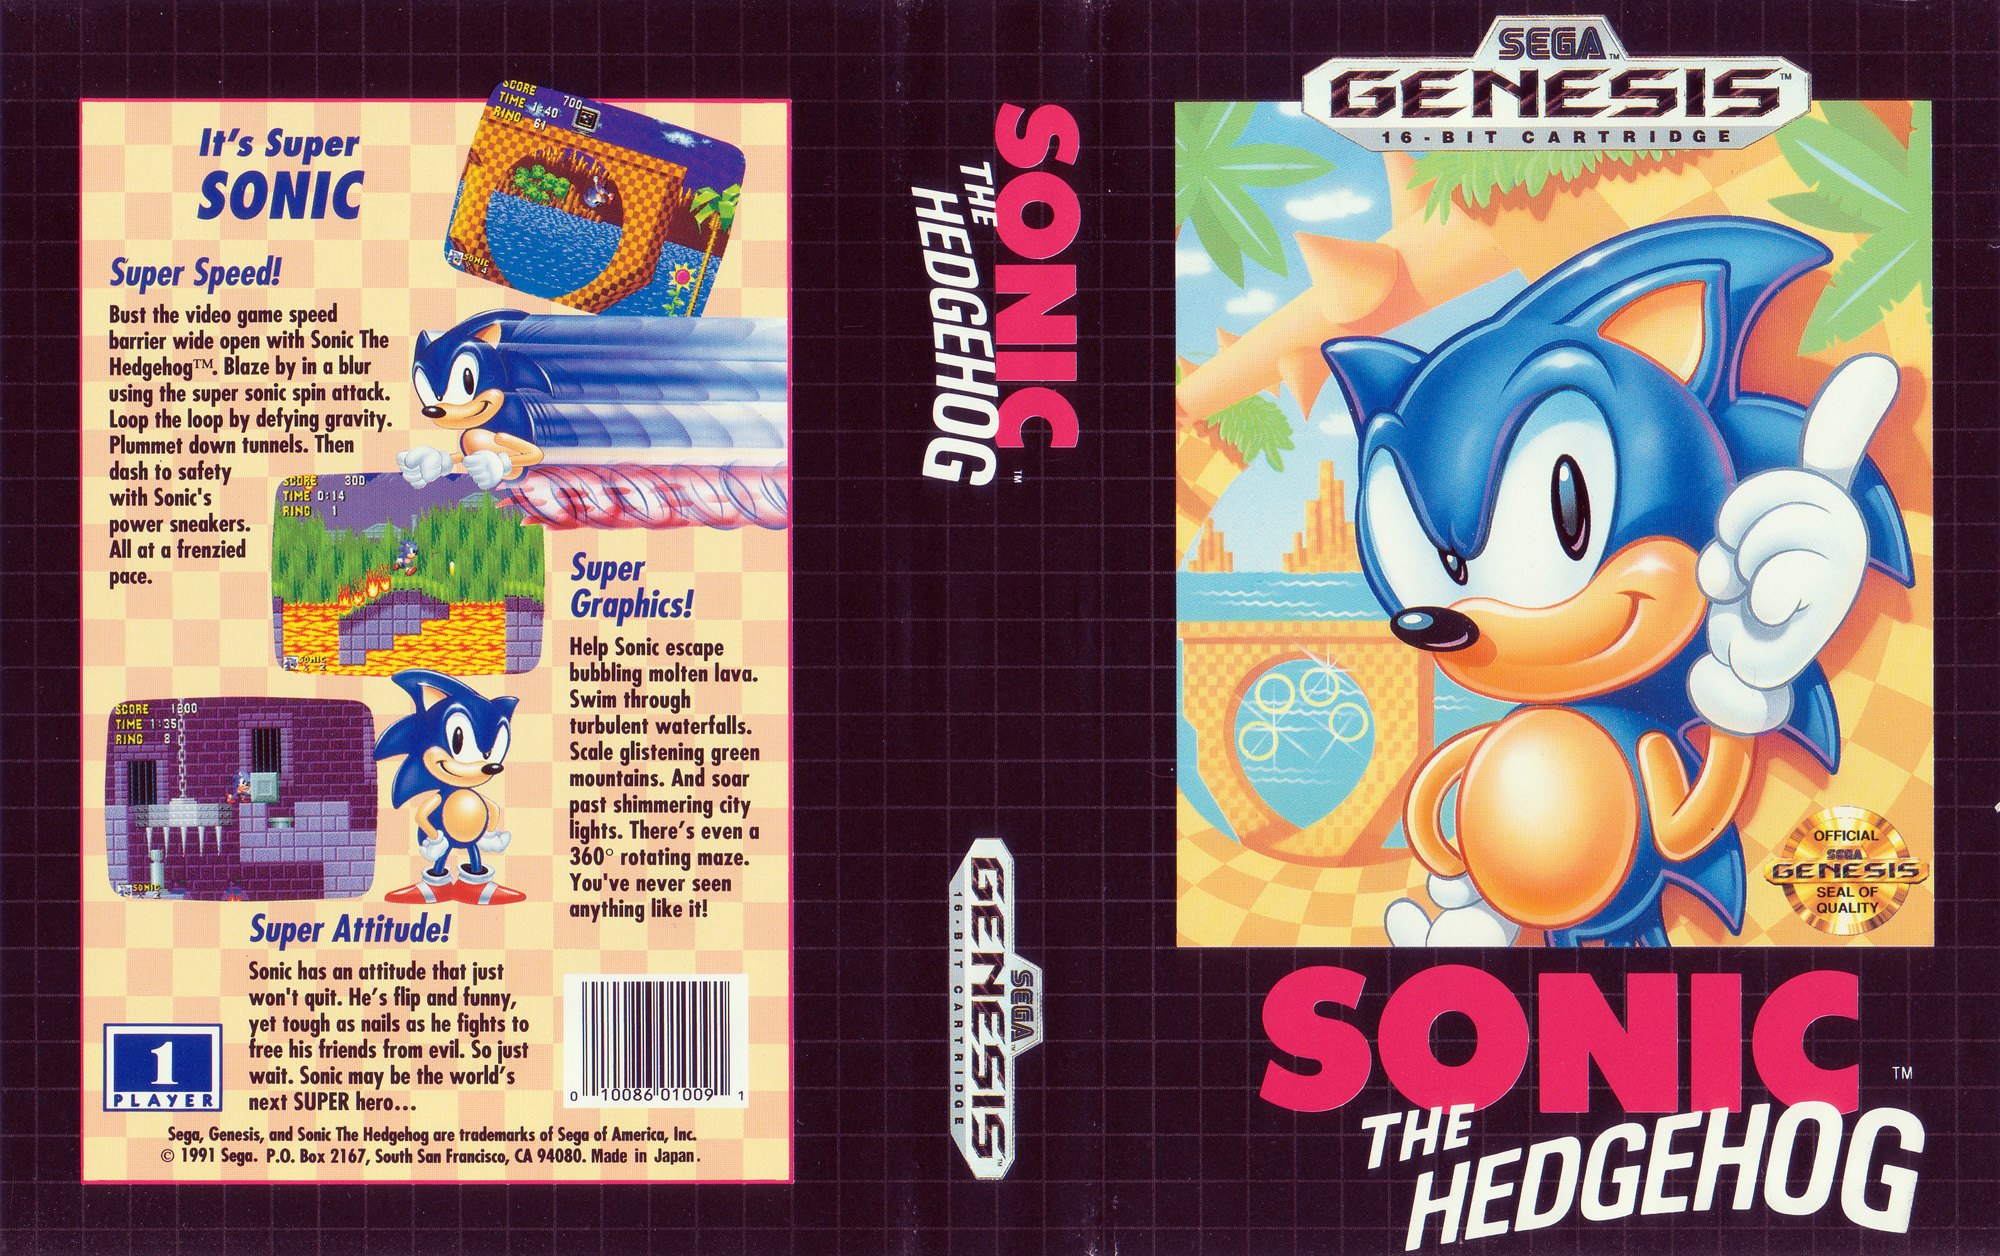 It's Super
SONIC
Super Speed!
Bust the video game speed
barrier wide open with Sonic The
Hedgehog™. Blaze by in a blur
using the super sonic spin attack.
Loop the loop by defying gravity.
Plummet down tunnels. Then
dash to safety
with Sonic's
power sneakers.
All at a frenzied
pace.
SCORE 700
TIME 1:40
RING 61
SONIC
4
SCORE 300
TIME 0:14
RING 1
SONIC
× 2
Super
Graphics!
Help Sonic escape
bubbling molten lava.
Swim through
turbulent waterfalls.
Scale glistening green
mountains. And soar
past shimmering city
lights. There's even a
360° rotating maze.
You've never seen
anything like it!
SCORE 1200
TIME 1:35
RING 8
SONIC
× 2
Super Attitude!
Sonic has an attitude that just
won't quit. He's flip and funny,
yet tough as nails as he fights to
free his friends from evil. So just
wait. Sonic may be the world's
next SUPER hero...
1
PLAYER
0 10086 01009 1
Sega, Genesis, and Sonic The Hedgehog are trademarks of Sega of America, Inc.
© 1991 Sega. P.O. Box 2167, South San Francisco, CA 94080. Made in Japan.
SONIC
THE
HEDGEHOG
™
SEGA™
GENESIS™
16-BIT CARTRIDGE
SEGA™
GENESIS™
16-BIT CARTRIDGE
OFFICIAL
SEGA
GENESIS
SEAL OF
QUALITY
SONIC
™
THE
HEDGEHOG